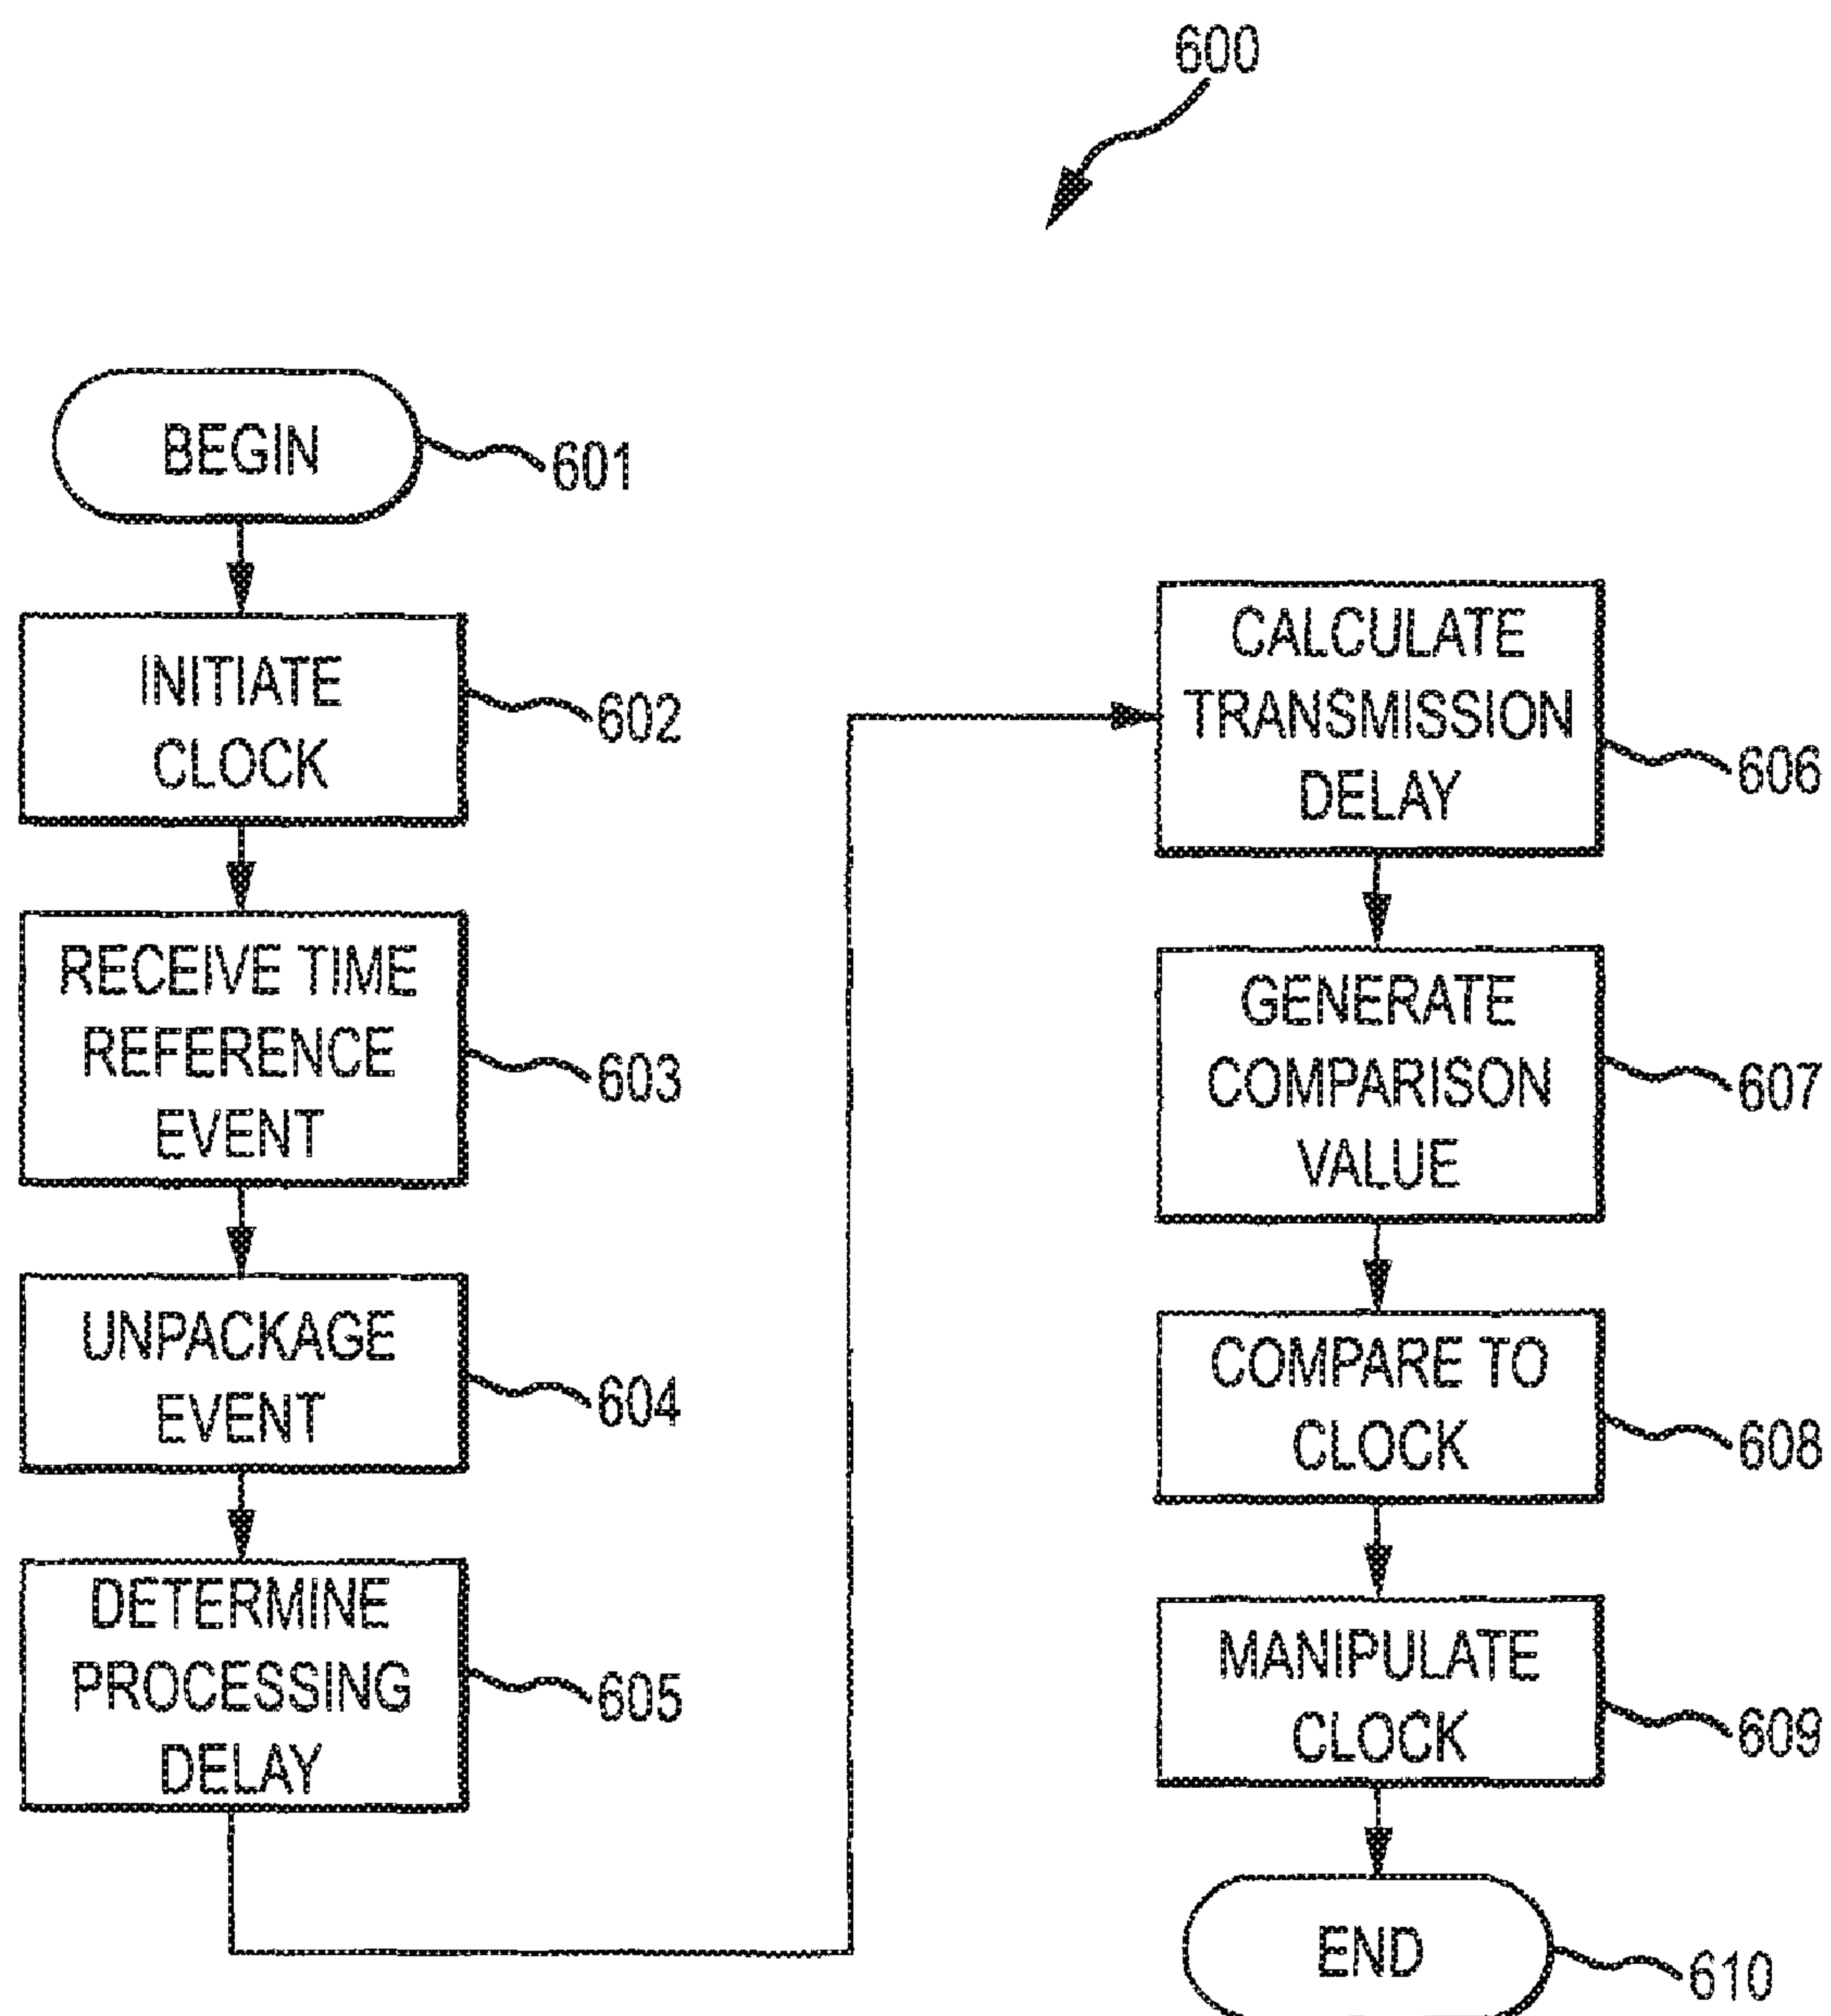 600
BEGIN
601
INITIATE
CLOCK
602
RECEIVE TIME
REFERENCE
EVENT
603
UNPACKAGE
EVENT
604
DETERMINE
PROCESSING
DELAY
605
CALCULATE
TRANSMISSION
DELAY
606
GENERATE
COMPARISON
VALUE
607
COMPARE TO
CLOCK
608
MANIPULATE
CLOCK
609
END
610